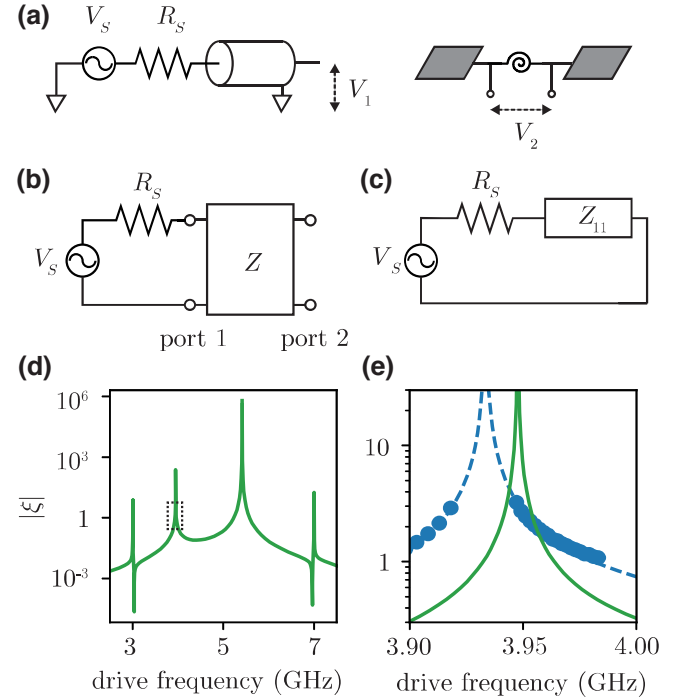 (a)
V_S R_S
V_1
V_2
(b)
R_S
V_S
Z
port 1 port 2
(c)
R_S
Z_11
V_S
(d)
|ξ|
10^6
10^3
1
10^-3
3 5 7
drive frequency (GHz)
(e)
10
1
3.90 3.95 4.00
drive frequency (GHz)